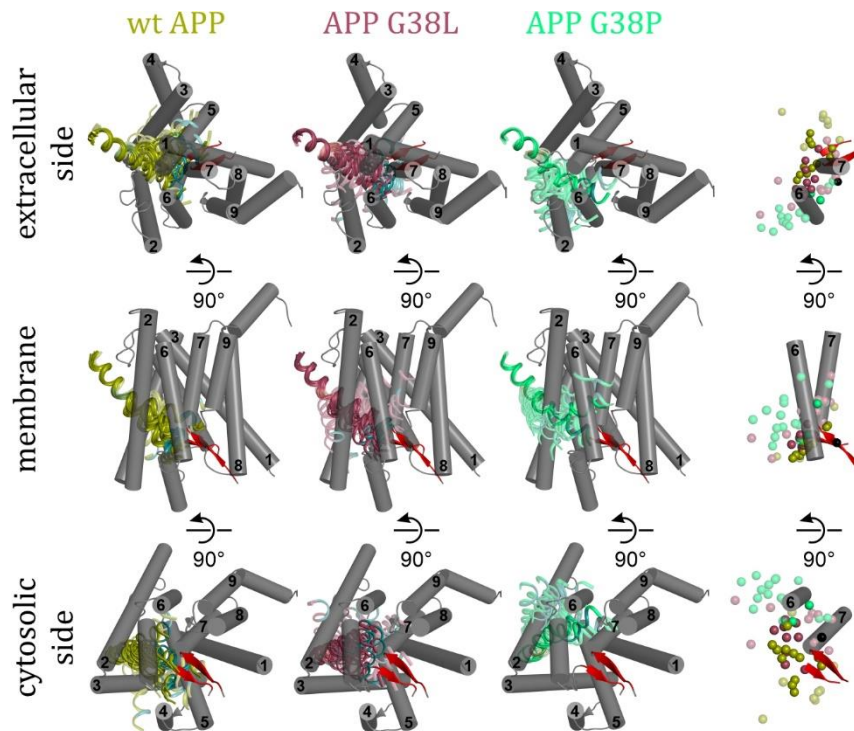 wt APP APP G38L APP G38P
extracellular
side
4 4 4
3 3 3
5 5 5
1 1 1
7 7 7 7
8 8 8
6 6 6 6
9 9 9
2 2 2
90° 90° 90° 90°
membrane
2 2 2
3 3 3
6 7 9 6 7 9 6 7 9
6 7
8 1 8 1 8 1
90° 90° 90° 90°
cytosolic
side
9 9 9
6 6 6 6
8 8 8
7 7 7 7
2 1 2 1 2 1
3 3 3
4 4 4
5 5 5